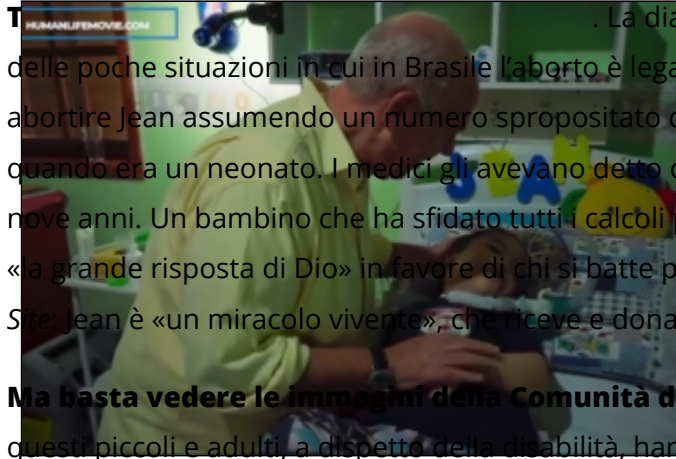 T HUMANLIFEMOVIE.COM . La dia
delle poche situazioni in cui in Brasile l'aborto è lega
abortire Jean assumendo un numero spropositato d
quando era un neonato. I medici gli avevano detto
nove anni. Un bambino che ha sfidato tutti i calcoli
«la grande risposta di Dio» in favore di chi si batte p
Site: Jean è «un miracolo vivente», che riceve e dona
Ma basta vedere le immagini della Comunità d
questi piccoli e adulti, a dispetto della disabilità, han